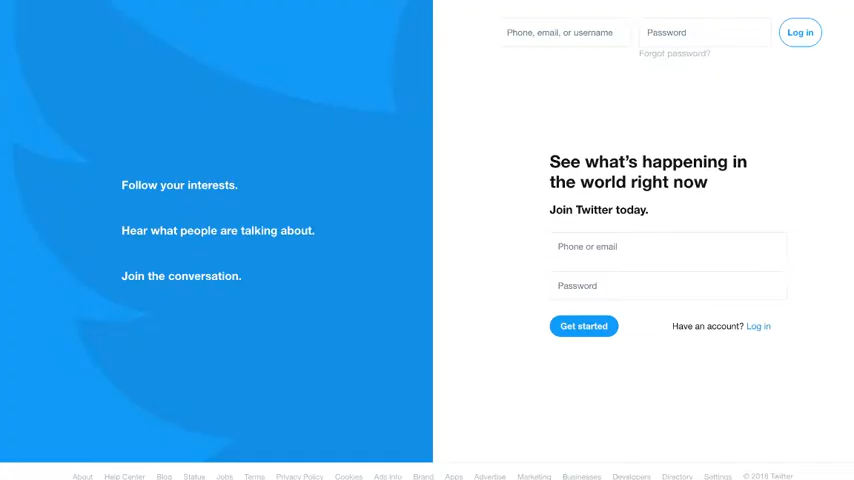 Phone, email, or username
Password
Log in
Forgot password?
Follow your interests.
Hear what people are talking about.
Join the conversation.
See what’s happening in
the world right now
Join Twitter today.
Phone or email
Password
Get started
Have an account? Log in
About Help Center Blog Status Jobs Terms Privacy Policy Cookies Ads Info Brand Apps Advertise Marketing Businesses Developers Directory Settings © 2018 Twitter